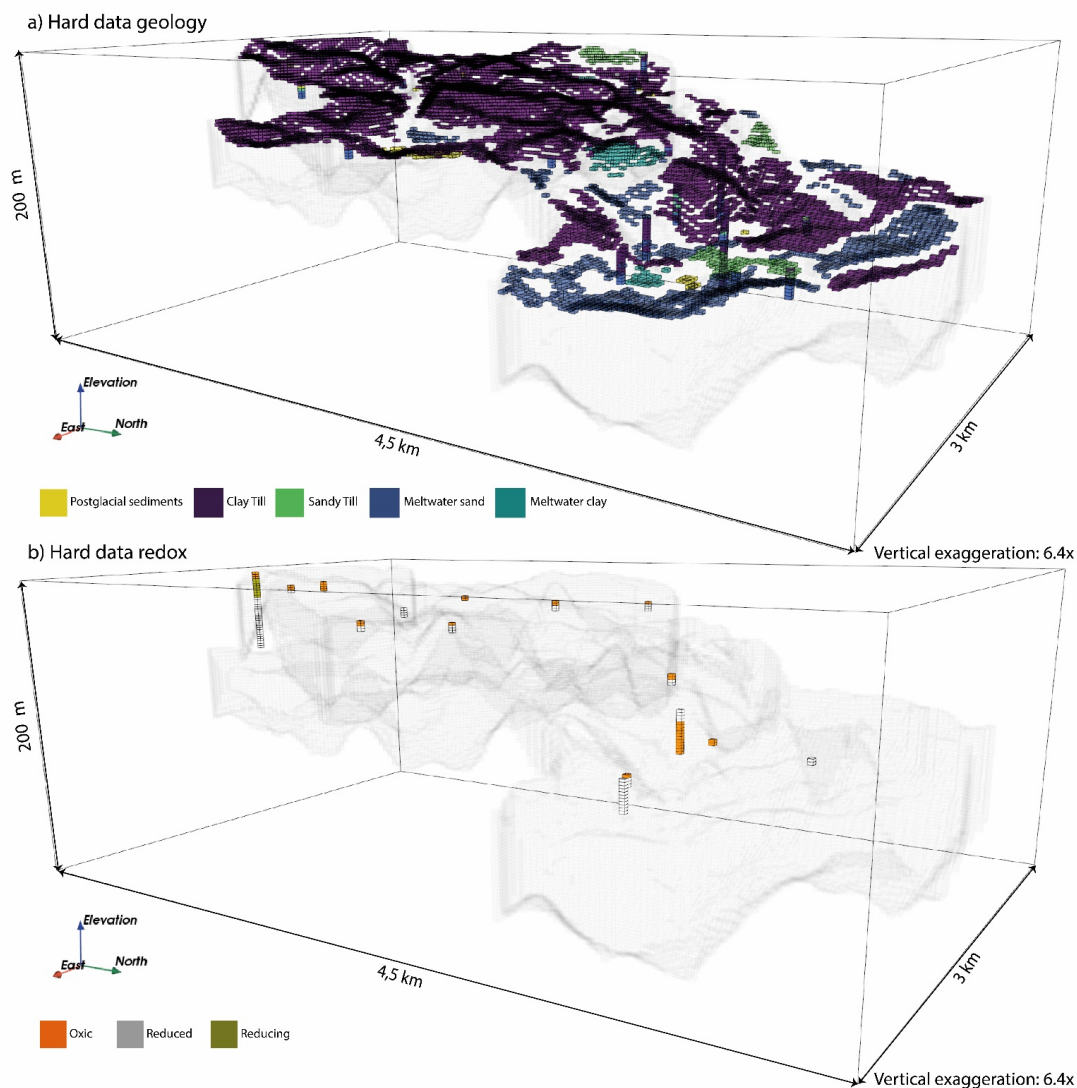 a) Hard data geology
200 m
Elevation
East
North
4,5 km
3 km
Postglacial sediments
Clay Till
Sandy Till
Meltwater sand
Meltwater clay
Vertical exaggeration: 6.4x
b) Hard data redox
200 m
Elevation
East
North
4,5 km
3 km
Oxic
Reduced
Reducing
Vertical exaggeration: 6.4x